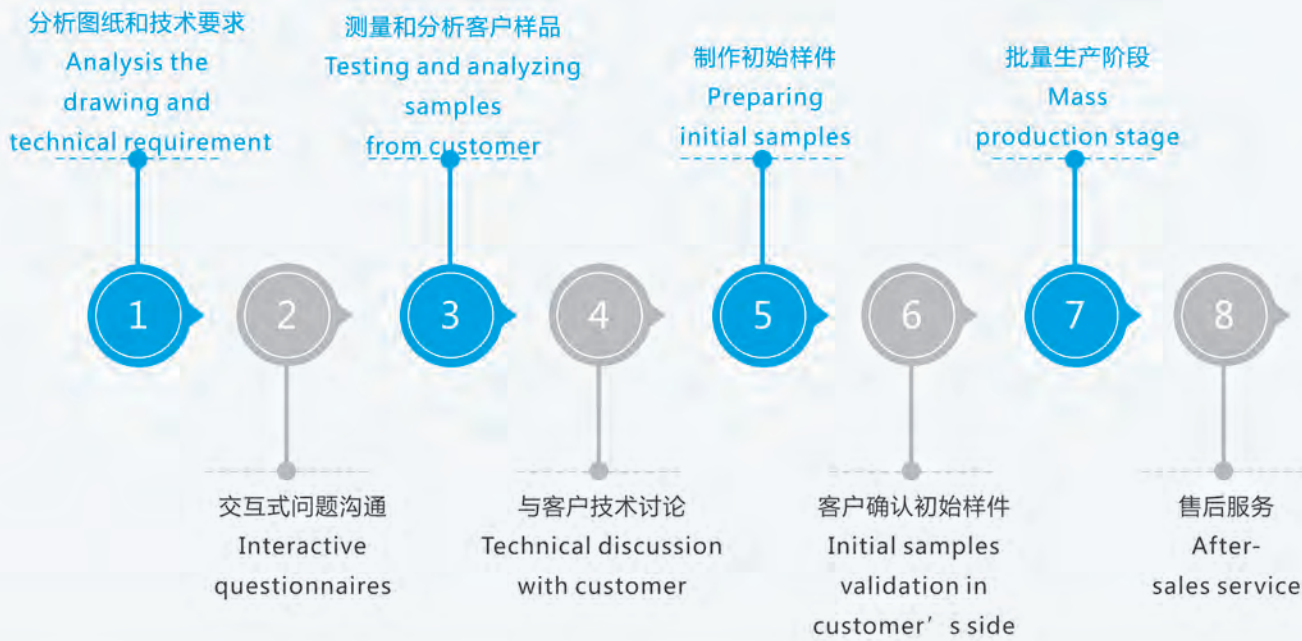 分析图纸和技术要求
Analysis the
drawing and
technical requirement
1
2
交互式问题沟通
Interactive
questionnaires
测量和分析客户样品
Testing and analyzing
samples
from customer
3
4
与客户技术讨论
Technical discussion
with customer
制作初始样件
Preparing
initial samples
5
6
客户确认初始样件
Initial samples
validation in
customer’ s side
批量生产阶段
Mass
production stage
7
8
售后服务
After-
sales service